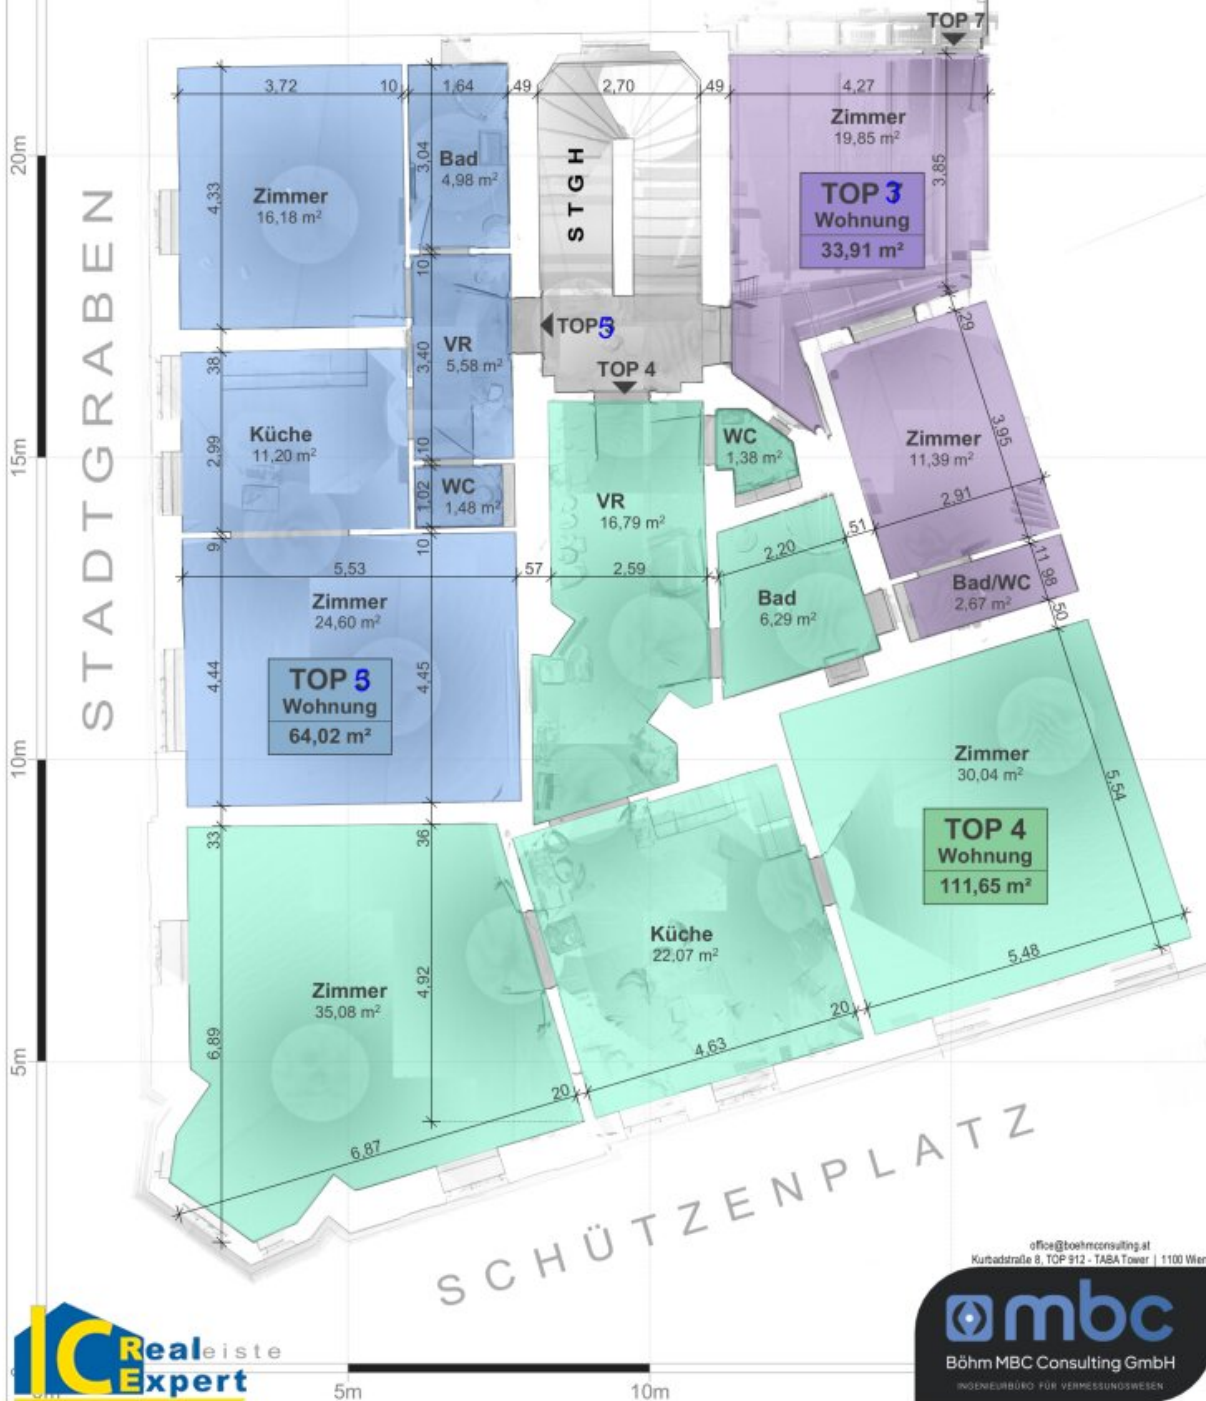 TOP 7
3,72
10
1,64
49
2,70
49
4,27
20m
4,33
Zimmer
16,18 m²
3,04
Bad
4,98 m²
STGH
Zimmer
19,85 m²
3,85
TOP 3
Wohnung
33,91 m²
STADTGRABEN
10
VR
5,58 m²
3,40
TOP 5
TOP 4
29
38
Küche
11,20 m²
2,99
10
WC
1,48 m²
1,02
15m
WC
1,38 m²
VR
16,79 m²
Zimmer
11,39 m²
3,95
2,91
51
9
10
5,53
57
2,59
2,20
Zimmer
24,60 m²
Bad
6,29 m²
Bad/WC
2,67 m²
11
98
50
4,44
4,45
TOP 5
Wohnung
64,02 m²
10m
Zimmer
30,04 m²
5,54
TOP 4
Wohnung
111,65 m²
33
36
Küche
22,07 m²
5,48
Zimmer
35,08 m²
4,92
6,89
20
4,63
20
5m
6,87
SCHÜTZENPLATZ
office@boehmconsulting.at
Kurbadstraße 8, TOP 912 - TABA Tower | 1100 Wien
mbc
Böhm MBC Consulting GmbH
INGENIEURBÜRO FÜR VERMESSUNGSWESEN
IC Real Expert
eiste
0m
5m
10m